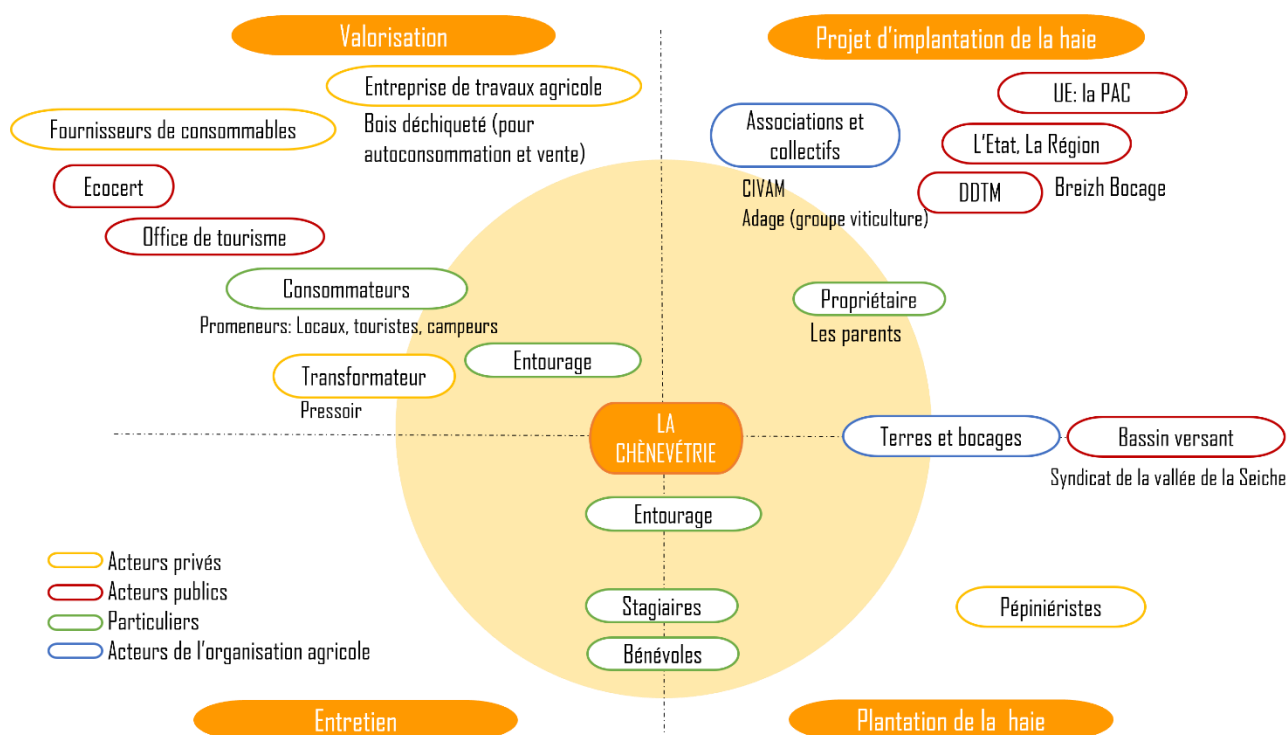 Valorisation
Projet d'implantation de la haie
Entreprise de travaux agricole
Bois déchiqueté (pour
autoconsommation et vente)
Fournisseurs de consommables
Ecocert
Office de tourisme
Consommateurs
Promeneurs: Locaux, touristes, campeurs
Transformateur
Pressoir
Entourage
UE: la PAC
Associations et
collectifs
L'Etat, La Région
DDTM
Breizh Bocage
CIVAM
Adage (groupe viticulture)
Propriétaire
Les parents
LA
CHÈNEVÉTRIE
Terres et bocages
Bassin versant
Syndicat de la vallée de la Seiche
Entourage
Stagiaires
Bénévoles
Pépiniéristes
Acteurs privés
Acteurs publics
Particuliers
Acteurs de l'organisation agricole
Entretien
Plantation de la haie